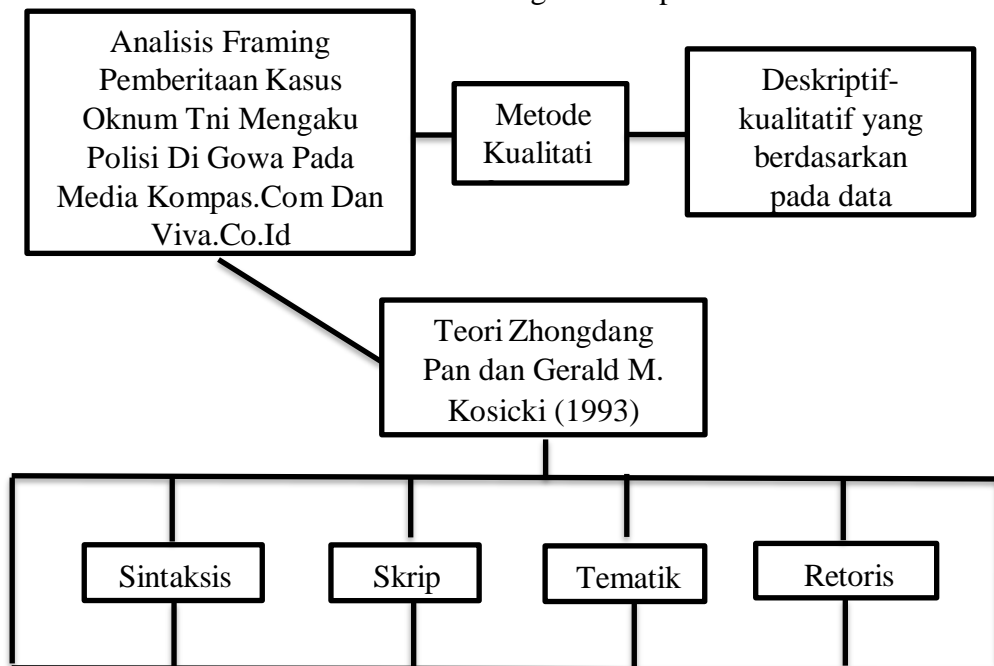 Analisis Framing
Pemberitaan Kasus
Oknum Tni Mengaku
Polisi Di Gowa Pada
Media Kompas.Com Dan
Viva.Co.Id
Metode
Kualitati
Deskriptif-
kualitatif yang
berdasarkan
pada data
Teori Zhongdang
Pan dan Gerald M.
Kosicki (1993)
Sintaksis
Skrip
Tematik
Retoris